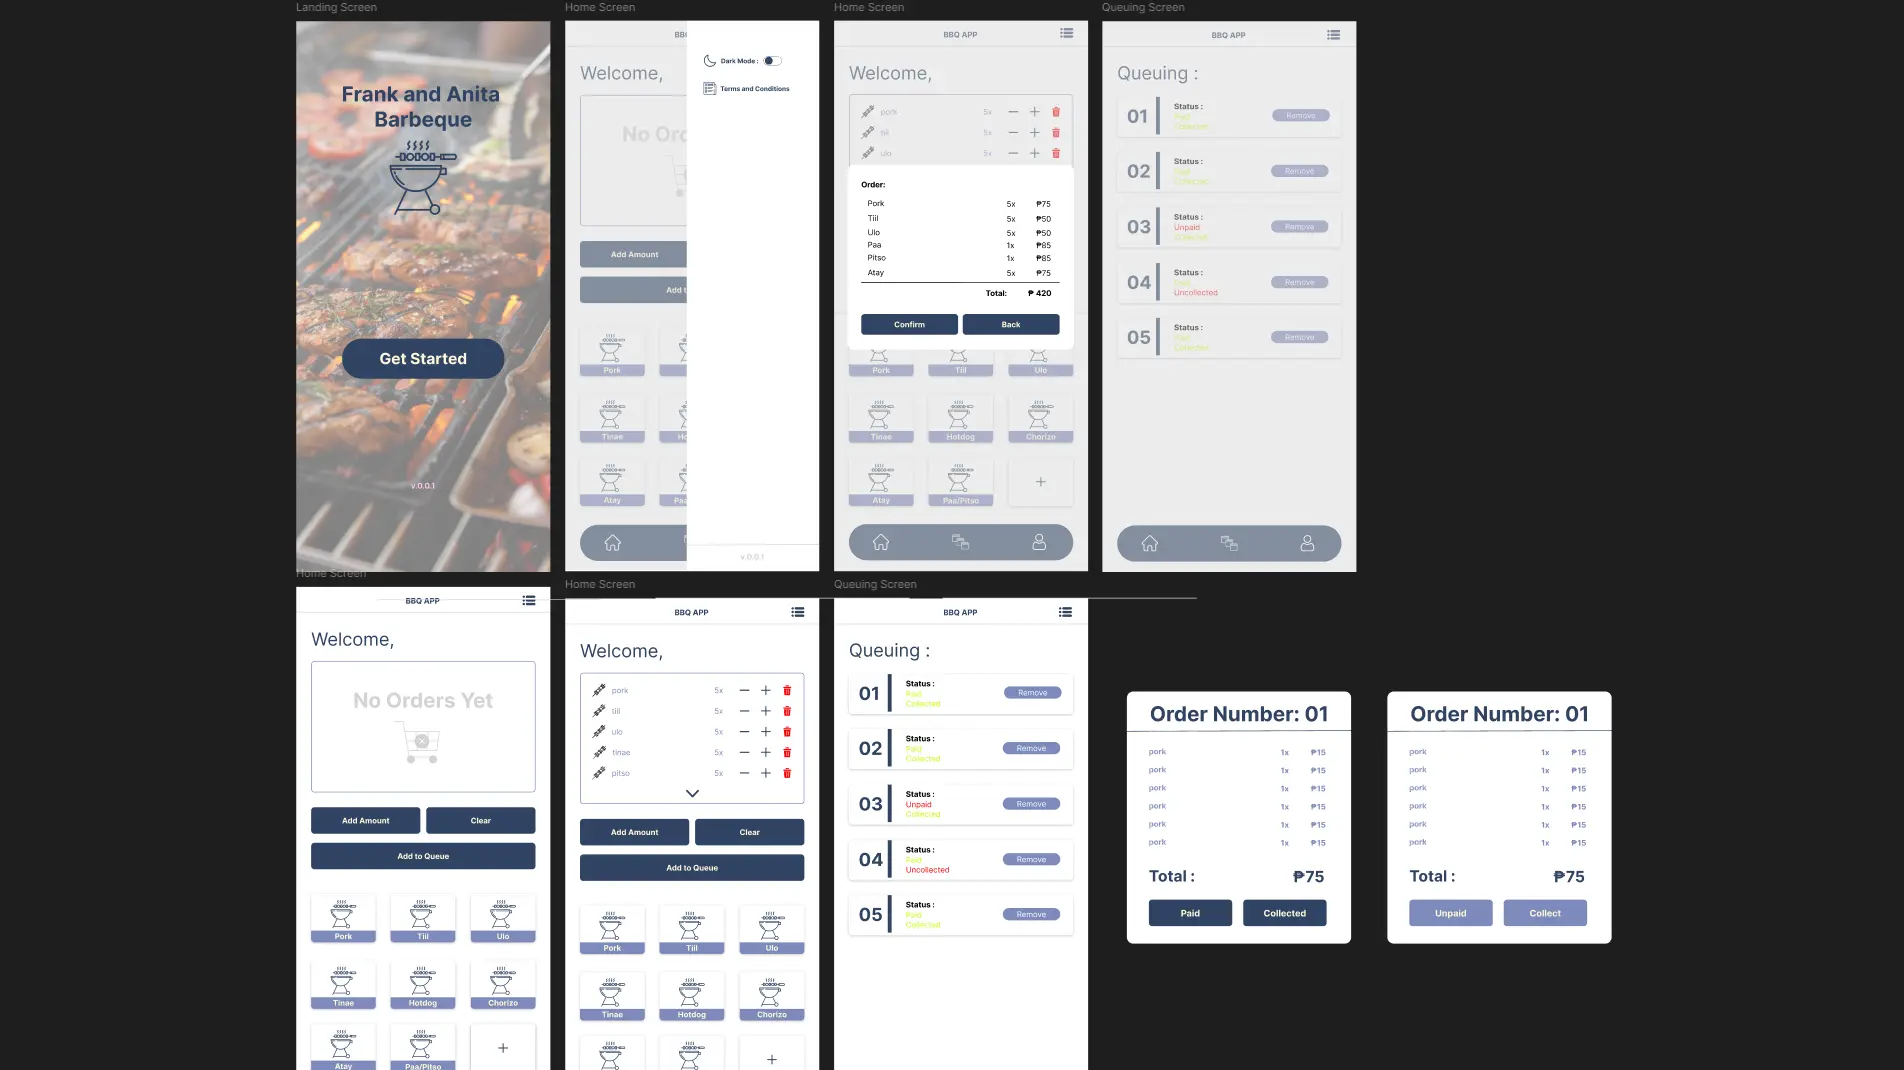 Landing Screen
Frank and Anita
Barbeque
Get Started
v.0.0.1
Home Screen
BB
Welcome,
No Or
Add Amount
Add t
Pork
Tinae
Ho
Atay
Paa
Dark Mode :
Terms and Conditions
v.0.0.1
Home Screen
BBQ APP
Welcome,
pork 5x
tiil 5x
ulo 5x
Order:
Pork 5x ₱75
Tiil 5x ₱50
Ulo 5x ₱50
Paa 1x ₱85
Pitso 1x ₱85
Atay 5x ₱75
Total: ₱ 420
Confirm Back
Pork Tiil Ulo
Tinae Hotdog Chorizo
Atay Paa/Pitso +
Queuing Screen
BBQ APP
Queuing :
01 Status : Remove
Paid
Collected
02 Status : Remove
Paid
Collected
03 Status : Remove
Unpaid
Collected
04 Status : Remove
Paid
Uncollected
05 Status : Remove
Paid
Collected
Home Screen
BBQ APP
Welcome,
No Orders Yet
Add Amount Clear
Add to Queue
Pork Tiil Ulo
Tinae Hotdog Chorizo
Atay Paa/Pitso +
Home Screen
BBQ APP
Welcome,
pork 5x
tiil 5x
ulo 5x
tinae 5x
pitso 5x
Add Amount Clear
Add to Queue
Pork Tiil Ulo
Tinae Hotdog Chorizo
+
Queuing Screen
BBQ APP
Queuing :
01 Status : Remove
Paid
Collected
02 Status : Remove
Paid
Collected
03 Status : Remove
Unpaid
Collected
04 Status : Remove
Paid
Uncollected
05 Status : Remove
Paid
Collected
Order Number: 01
pork 1x ₱15
pork 1x ₱15
pork 1x ₱15
pork 1x ₱15
pork 1x ₱15
pork 1x ₱15
Total : ₱75
Paid Collected
Order Number: 01
pork 1x ₱15
pork 1x ₱15
pork 1x ₱15
pork 1x ₱15
pork 1x ₱15
pork 1x ₱15
Total : ₱75
Unpaid Collect